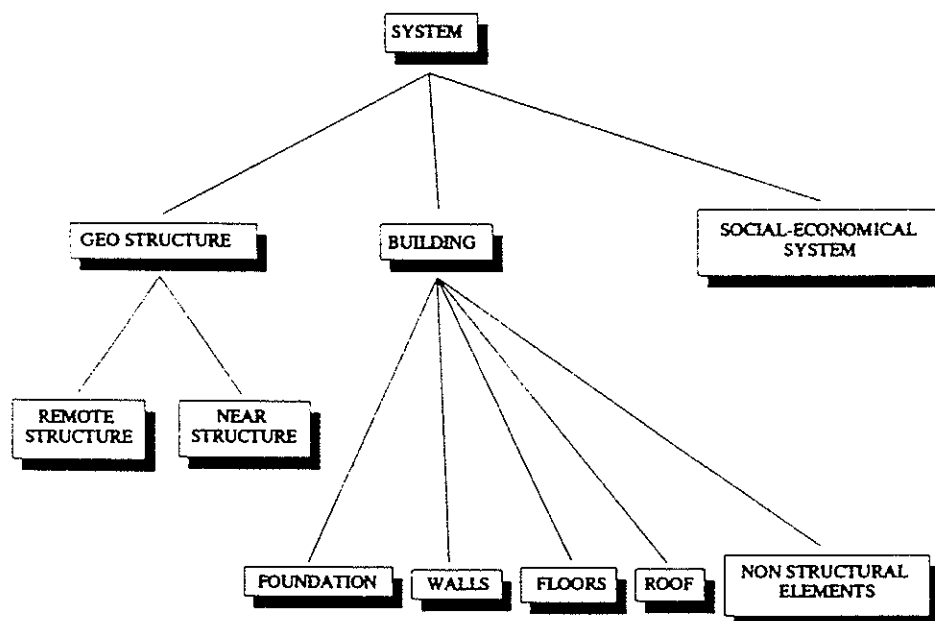 SYSTEM
GEO STRUCTURE
BUILDING
SOCIAL-ECONOMICAL
SYSTEM
REMOTE
STRUCTURE
NEAR
STRUCTURE
FOUNDATION
WALLS
FLOORS
ROOF
NON STRUCTURAL
ELEMENTS